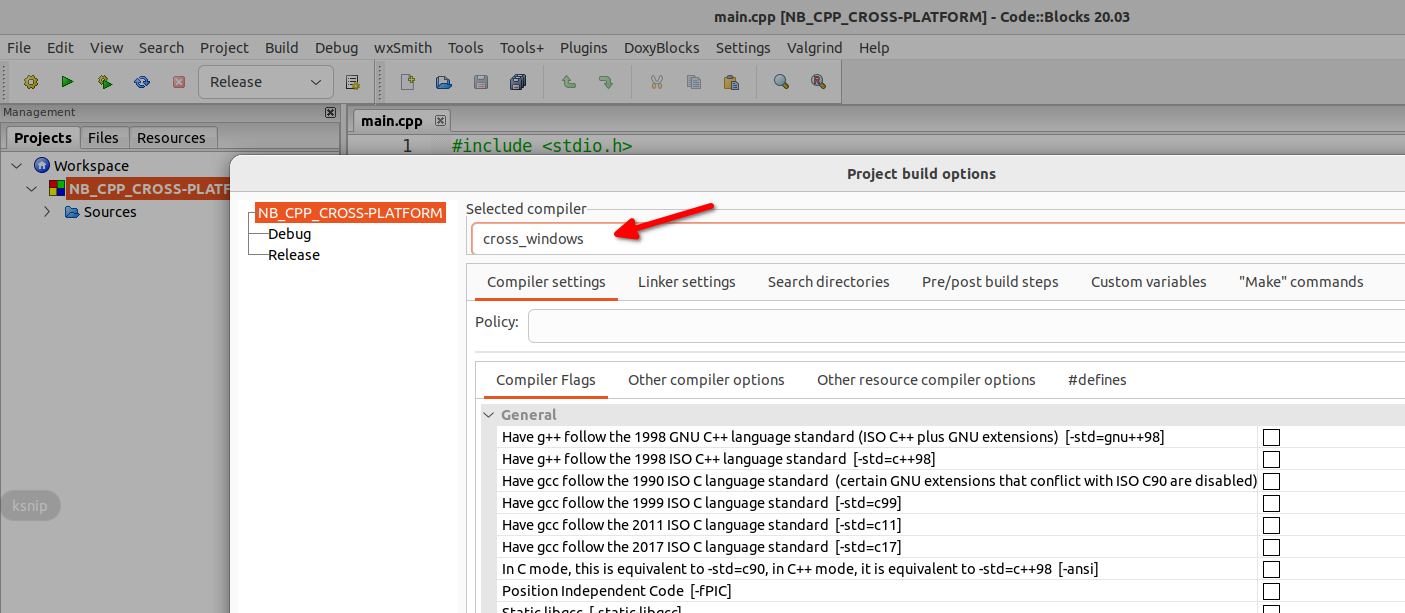 main.cpp [NB_CPP_CROSS-PLATFORM] - Code::Blocks 20.03
File Edit View Search Project Build Debug wxSmith Tools Tools+ Plugins DoxyBlocks Settings Valgrind Help
Release
Management
Projects Files Resources
main.cpp
Workspace
NB_CPP_CROSS-PLATF
Sources
1 #include <stdio.h>
Project build options
NB_CPP_CROSS-PLATFORM
Debug
Release
Selected compiler
cross_windows
Compiler settings Linker settings Search directories Pre/post build steps Custom variables "Make" commands
Policy:
Compiler Flags Other compiler options Other resource compiler options #defines
General
Have g++ follow the 1998 GNU C++ language standard (ISO C++ plus GNU extensions) [-std=gnu++98]
Have g++ follow the 1998 ISO C++ language standard [-std=c++98]
Have gcc follow the 1990 ISO C language standard (certain GNU extensions that conflict with ISO C90 are disabled)
Have gcc follow the 1999 ISO C language standard [-std=c99]
Have gcc follow the 2011 ISO C language standard [-std=c11]
Have gcc follow the 2017 ISO C language standard [-std=c17]
In C mode, this is equivalent to -std=c90, in C++ mode, it is equivalent to -std=c++98 [-ansi]
Position Independent Code [-fPIC]
Static libgcc [-static-libgcc]
ksnip